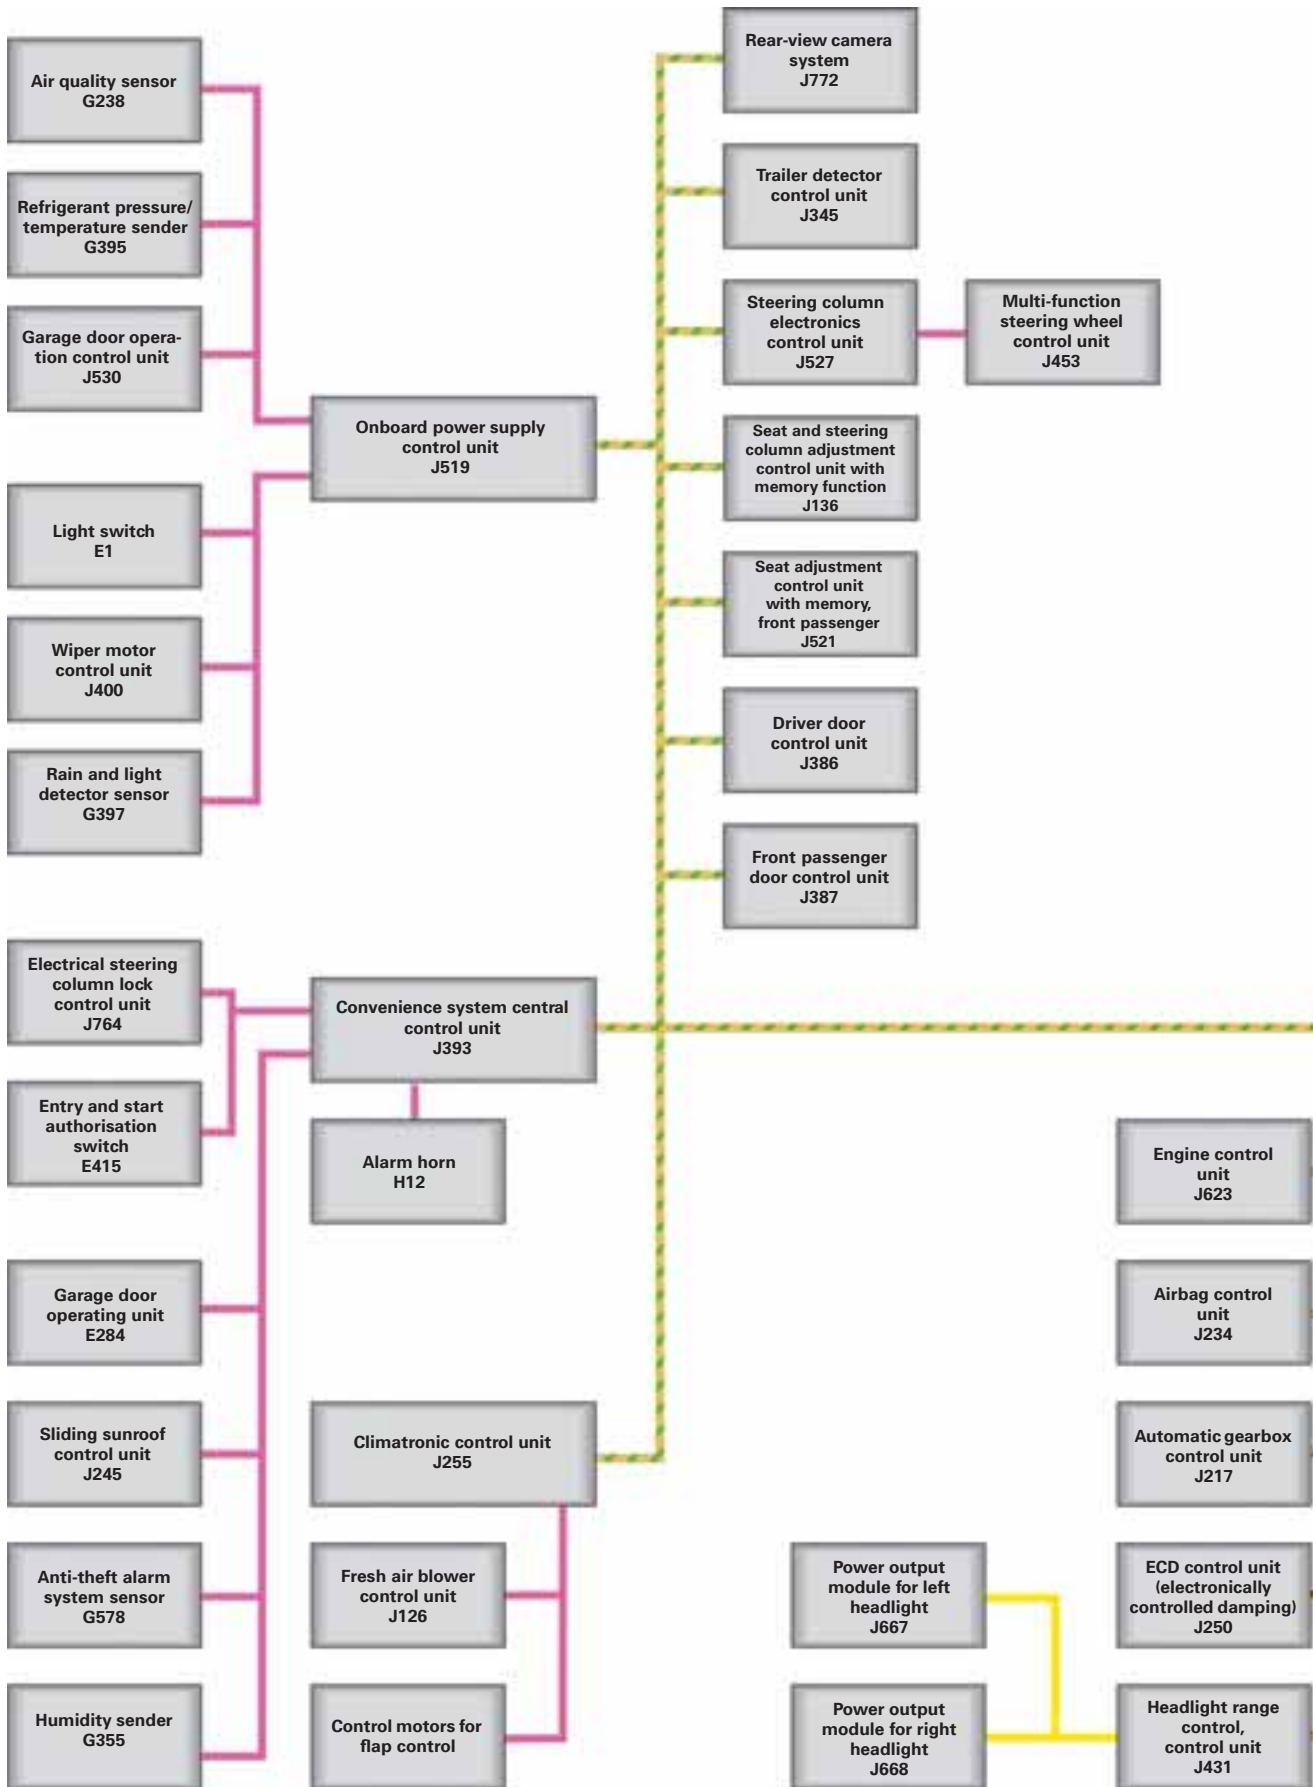 Air quality sensor
G238
Refrigerant pressure/
temperature sender
G395
Garage door opera-
tion control unit
J530
Light switch
E1
Wiper motor
control unit
J400
Rain and light
detector sensor
G397
Onboard power supply
control unit
J519
Rear-view camera
system
J772
Trailer detector
control unit
J345
Steering column
electronics
control unit
J527
Multi-function
steering wheel
control unit
J453
Seat and steering
column adjustment
control unit with
memory function
J136
Seat adjustment
control unit
with memory,
front passenger
J521
Driver door
control unit
J386
Front passenger
door control unit
J387
Electrical steering
column lock
control unit
J764
Entry and start
authorisation
switch
E415
Convenience system central
control unit
J393
Alarm horn
H12
Garage door
operating unit
E284
Sliding sunroof
control unit
J245
Anti-theft alarm
system sensor
G578
Humidity sender
G355
Climatronic control unit
J255
Fresh air blower
control unit
J126
Control motors for
flap control
Engine control
unit
J623
Airbag control
unit
J234
Automatic gearbox
control unit
J217
Power output
module for left
headlight
J667
ECD control unit
(electronically
controlled damping)
J250
Power output
module for right
headlight
J668
Headlight range
control,
control unit
J431